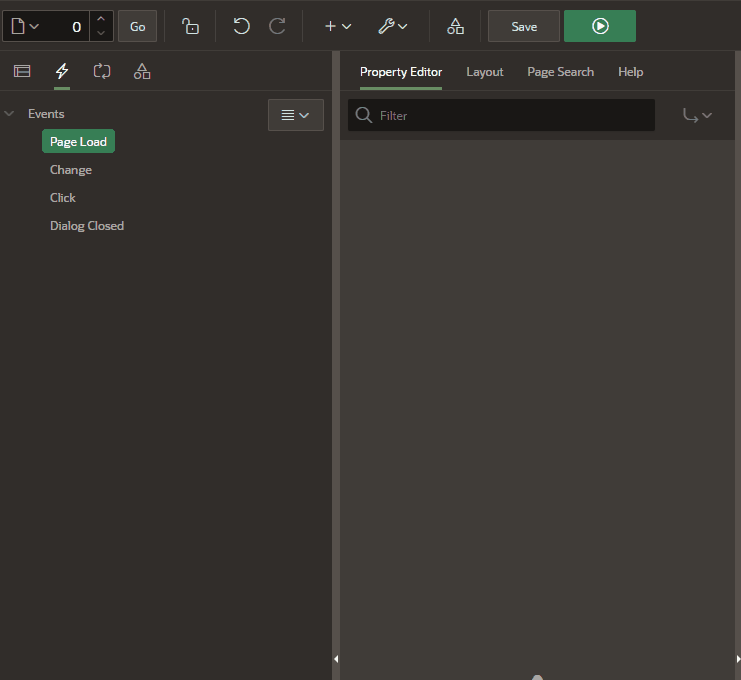 0 Go Save
Property Editor Layout Page Search Help
Events
Filter
Page Load
Change
Click
Dialog Closed